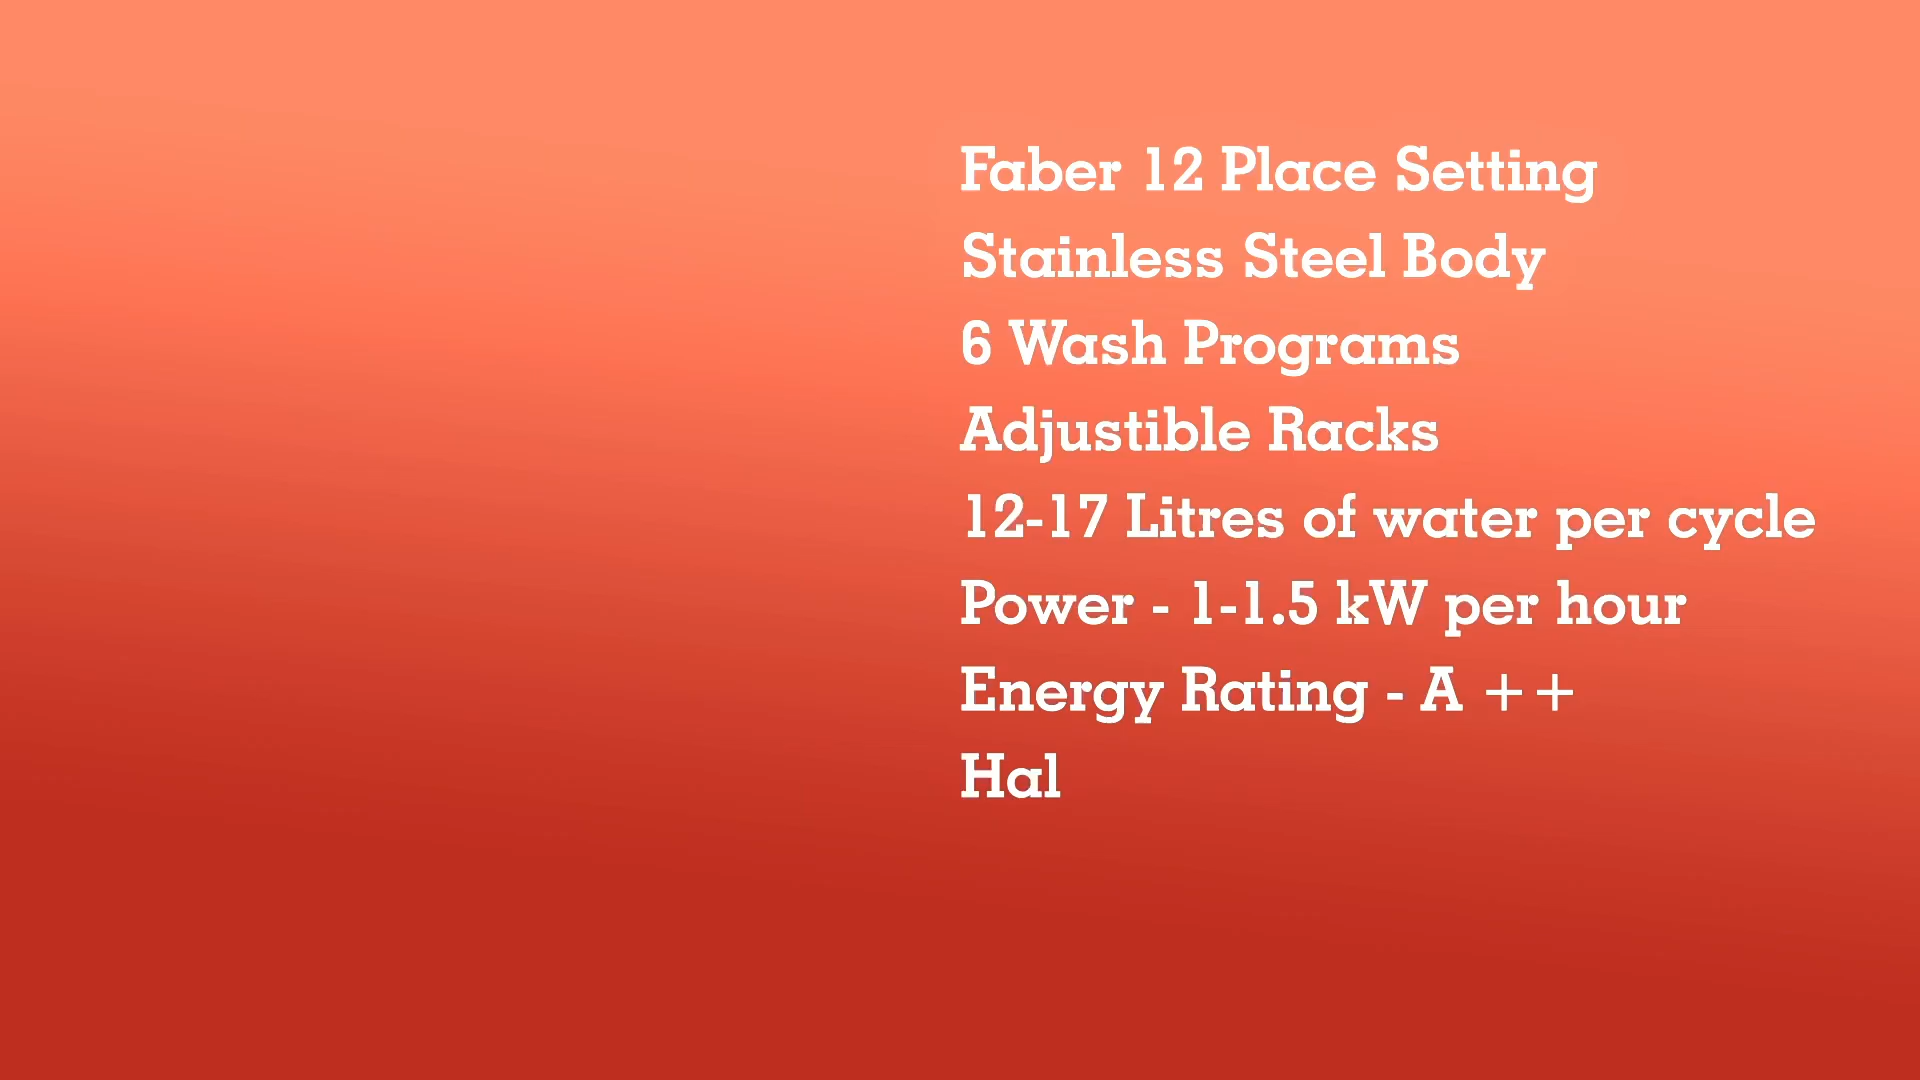 Faber 12 Place Setting
Stainless Steel Body
6 Wash Programs
Adjustible Racks
12-17 Litres of water per cycle
Power - 1-1.5 kW per hour
Energy Rating - A ++
Hal